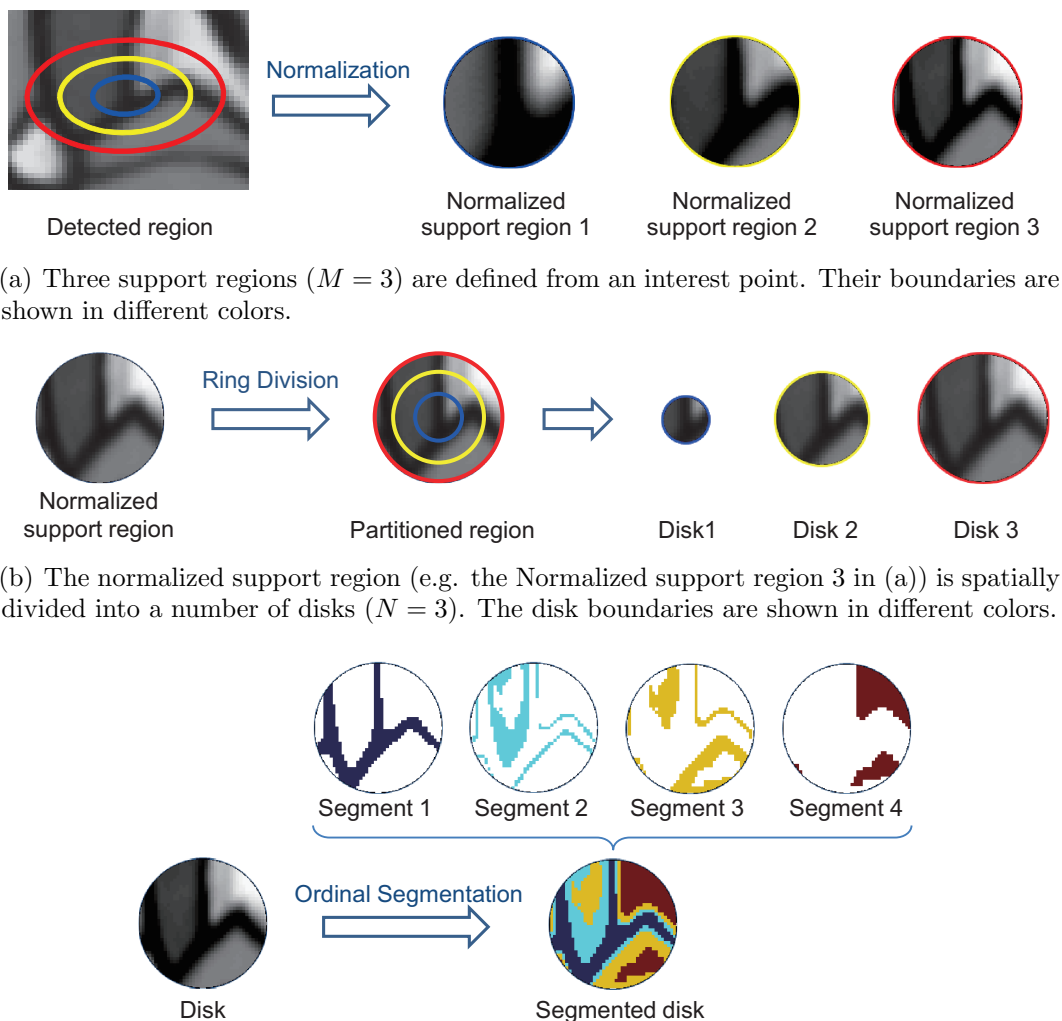 Normalization
Detected region
Normalized
support region 1
Normalized
support region 2
Normalized
support region 3
(a) Three support regions (M = 3) are defined from an interest point. Their boundaries are
shown in different colors.
Ring Division
Normalized
support region
Partitioned region
Disk1
Disk 2
Disk 3
(b) The normalized support region (e.g. the Normalized support region 3 in (a)) is spatially
divided into a number of disks (N = 3). The disk boundaries are shown in different colors.
Segment 1
Segment 2
Segment 3
Segment 4
Ordinal Segmentation
Disk
Segmented disk